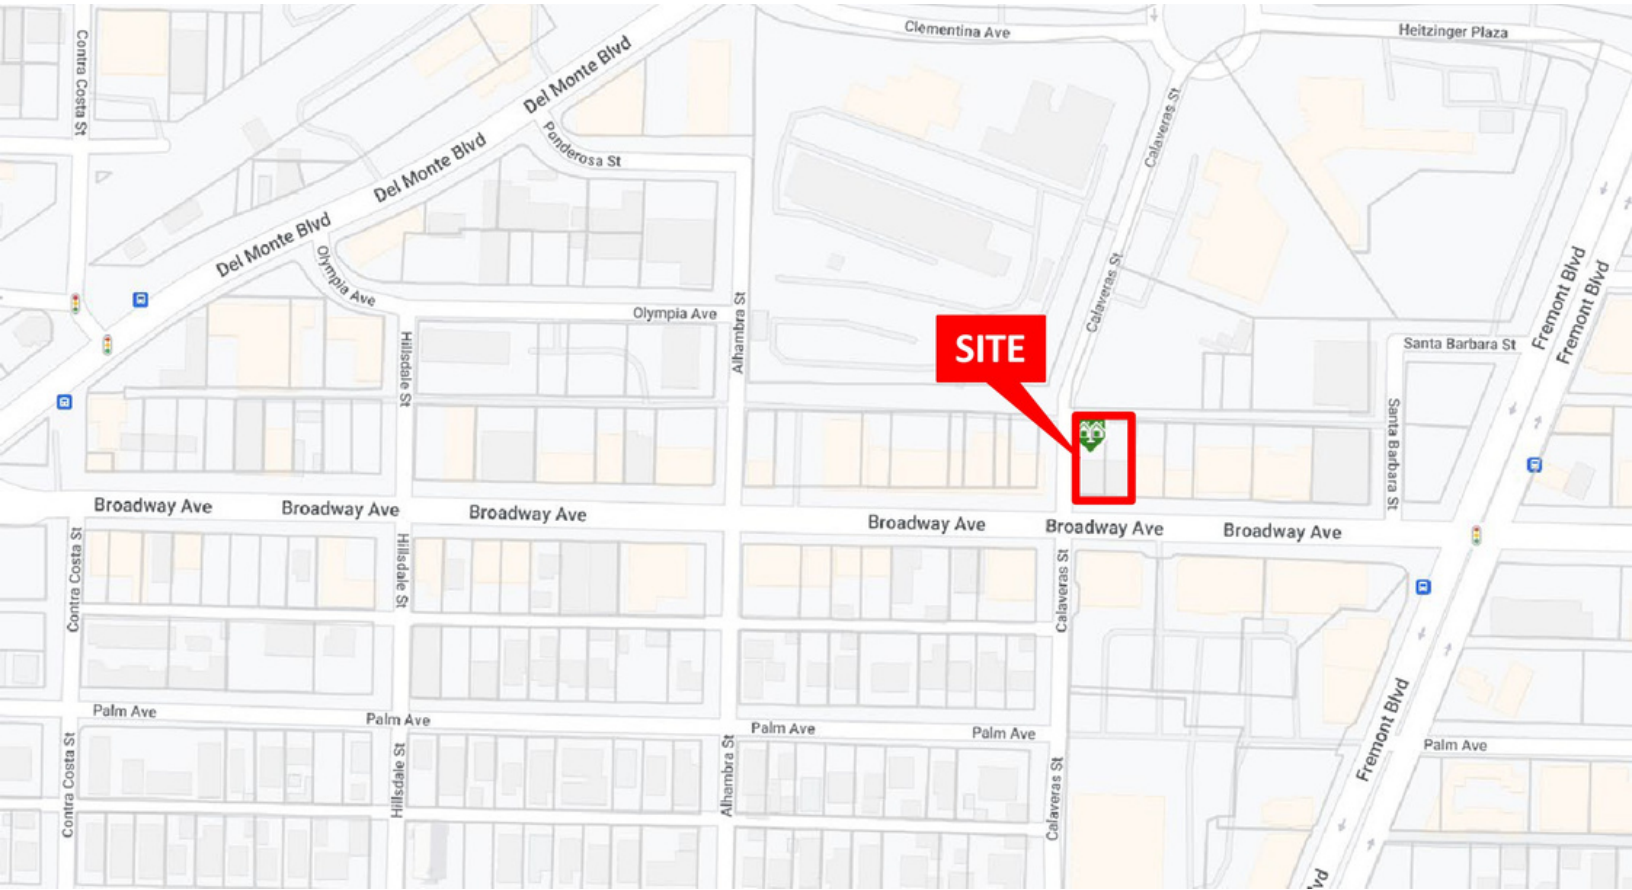 Clementina Ave
Heitzinger Plaza
Contra Costa St
Del Monte Blvd
Ponderosa St
Del Monte Blvd
Calaveras St
Del Monte Blvd
Olympia Ave
Olympia Ave
Alhambra St
Calaveras St
Fremont Blvd
Fremont Blvd
Hillsdale St
SITE
Santa Barbara St
Santa Barbara St
Broadway Ave
Broadway Ave
Broadway Ave
Broadway Ave
Broadway Ave
Broadway Ave
Contra Costa St
Hillsdale St
Calaveras St
Palm Ave
Palm Ave
Palm Ave
Palm Ave
Palm Ave
Fremont Blvd
Contra Costa St
Hillsdale St
Alhambra St
Calaveras St
vd